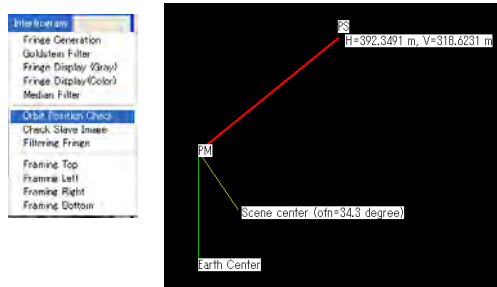 Interferogram
Fringe Generation
Goldstein Filter
Fringe Display (Gray)
Fringe Display(Color)
Median Filter
Orbit Position Check
Check Slave Image
Filtering Fringe
Framing Top
Framing Left
Framing Right
Framing Bottom
PS
H=392.3491 m, V=318.6231 m
PM
Scene center (ofn=34.3 degree)
Earth Center